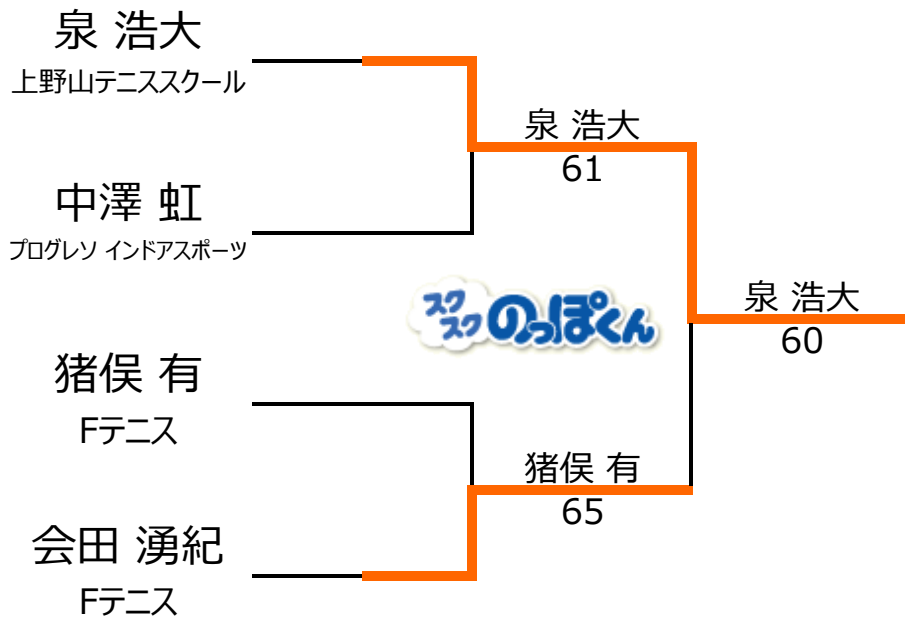 泉 浩大
上野山テニススクール
泉 浩大
61
中澤 虹
プログレソ インドアスポーツ
スク
スク のっぽくん
泉 浩大
60
猪俣 有
Fテニス
猪俣 有
65
会田 湧紀
Fテニス